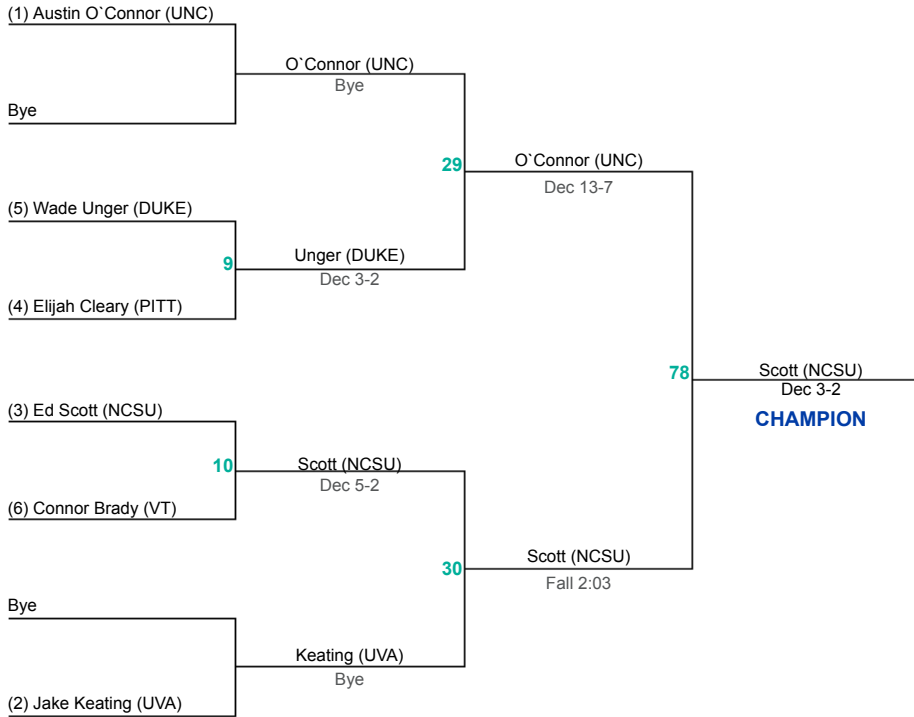 (1) Austin O`Connor (UNC)
O`Connor (UNC)
Bye
Bye
29
O`Connor (UNC)
Dec 13-7
(5) Wade Unger (DUKE)
9
Unger (DUKE)
Dec 3-2
(4) Elijah Cleary (PITT)
78
Scott (NCSU)
Dec 3-2
CHAMPION
(3) Ed Scott (NCSU)
10
Scott (NCSU)
Dec 5-2
(6) Connor Brady (VT)
30
Scott (NCSU)
Fall 2:03
Bye
Keating (UVA)
Bye
(2) Jake Keating (UVA)